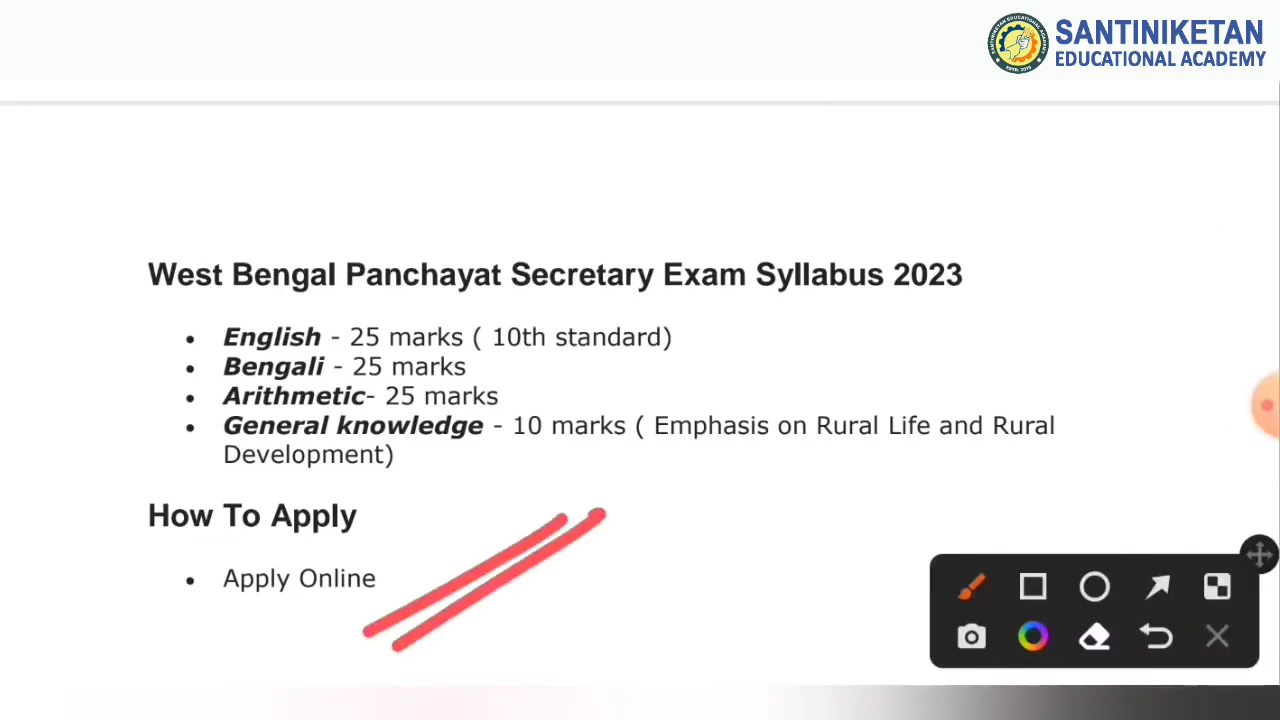 SANTINIKETAN
EDUCATIONAL ACADEMY
West Bengal Panchayat Secretary Exam Syllabus 2023
• English - 25 marks ( 10th standard)
• Bengali - 25 marks
• Arithmetic- 25 marks
• General knowledge - 10 marks ( Emphasis on Rural Life and Rural
Development)
How To Apply
• Apply Online